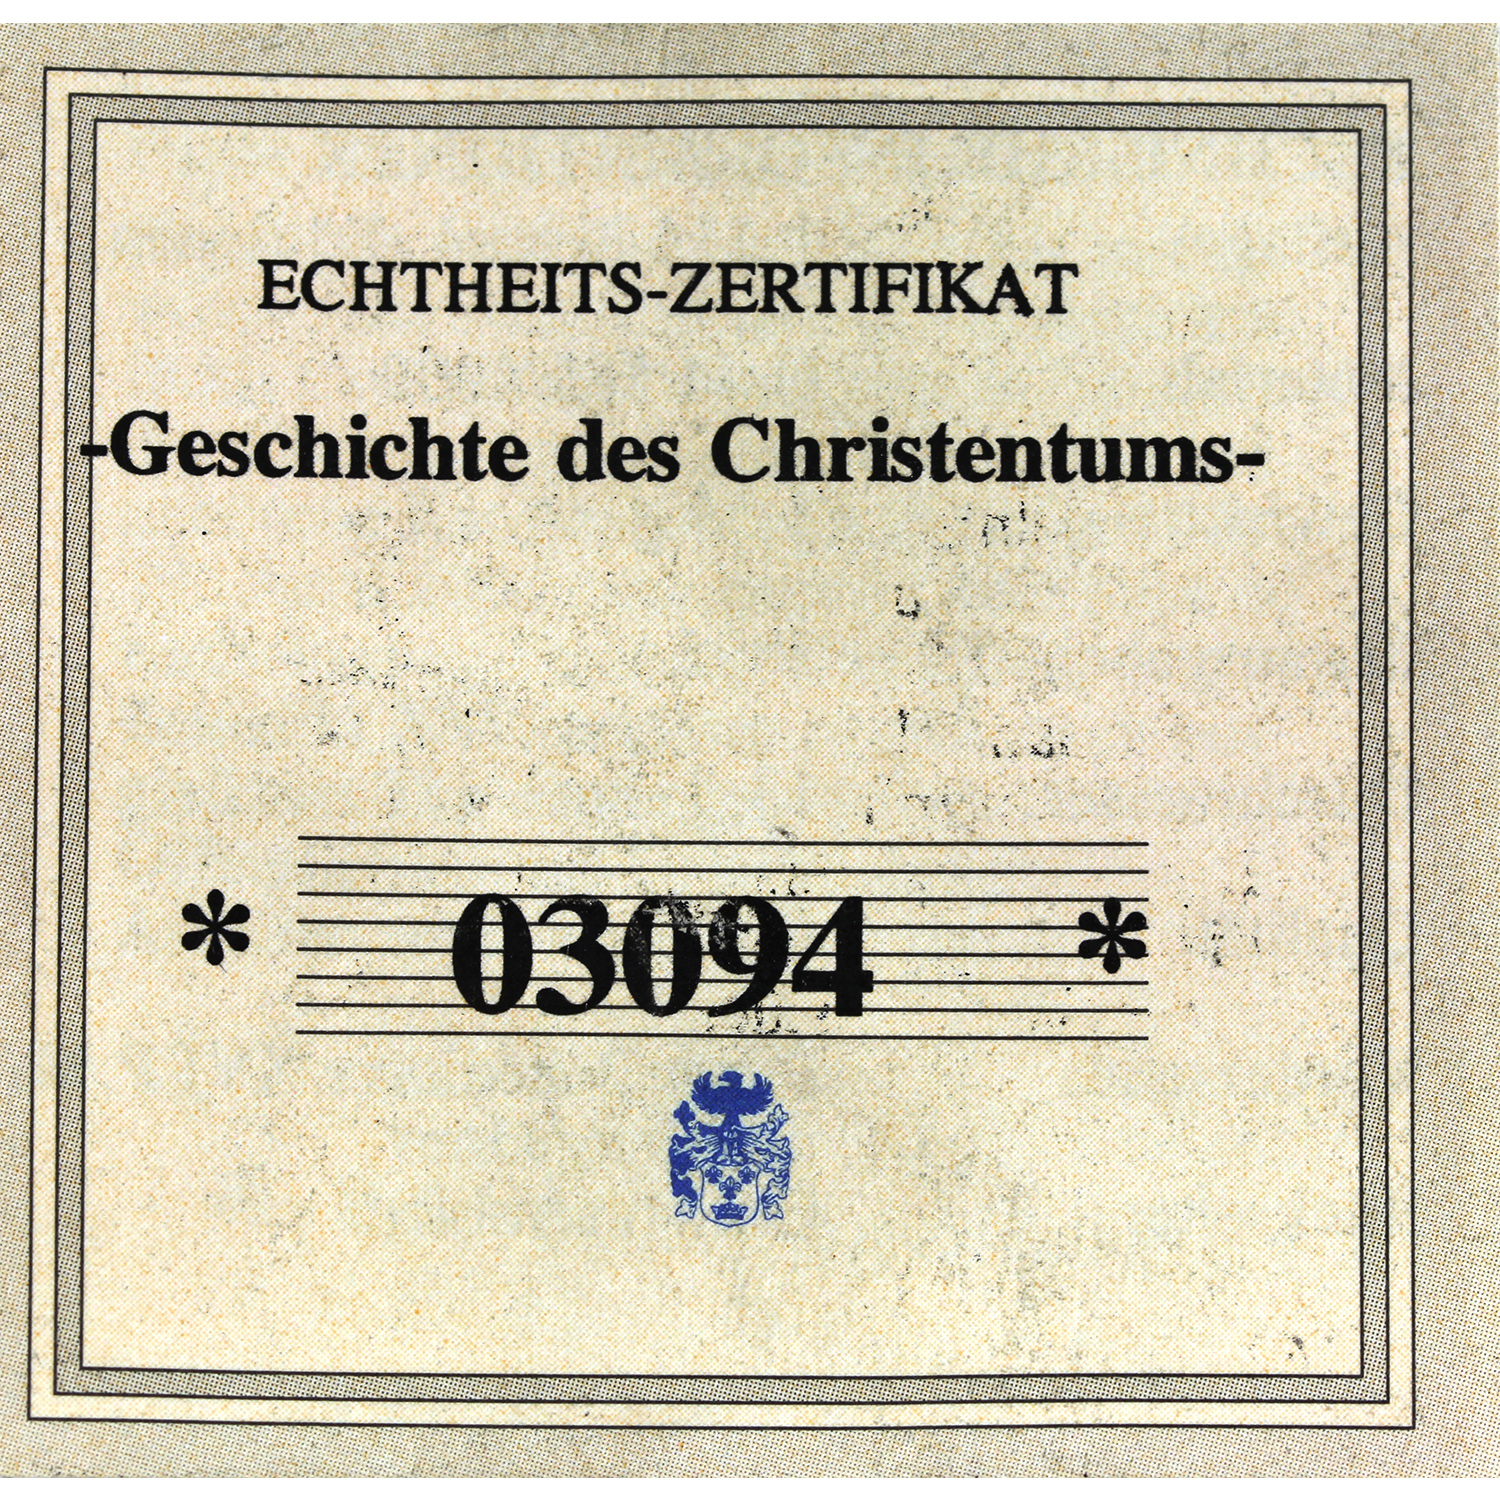 ECHTHEITS-ZERTIFIKAT
-Geschichte des Christentums-
* 03094 *